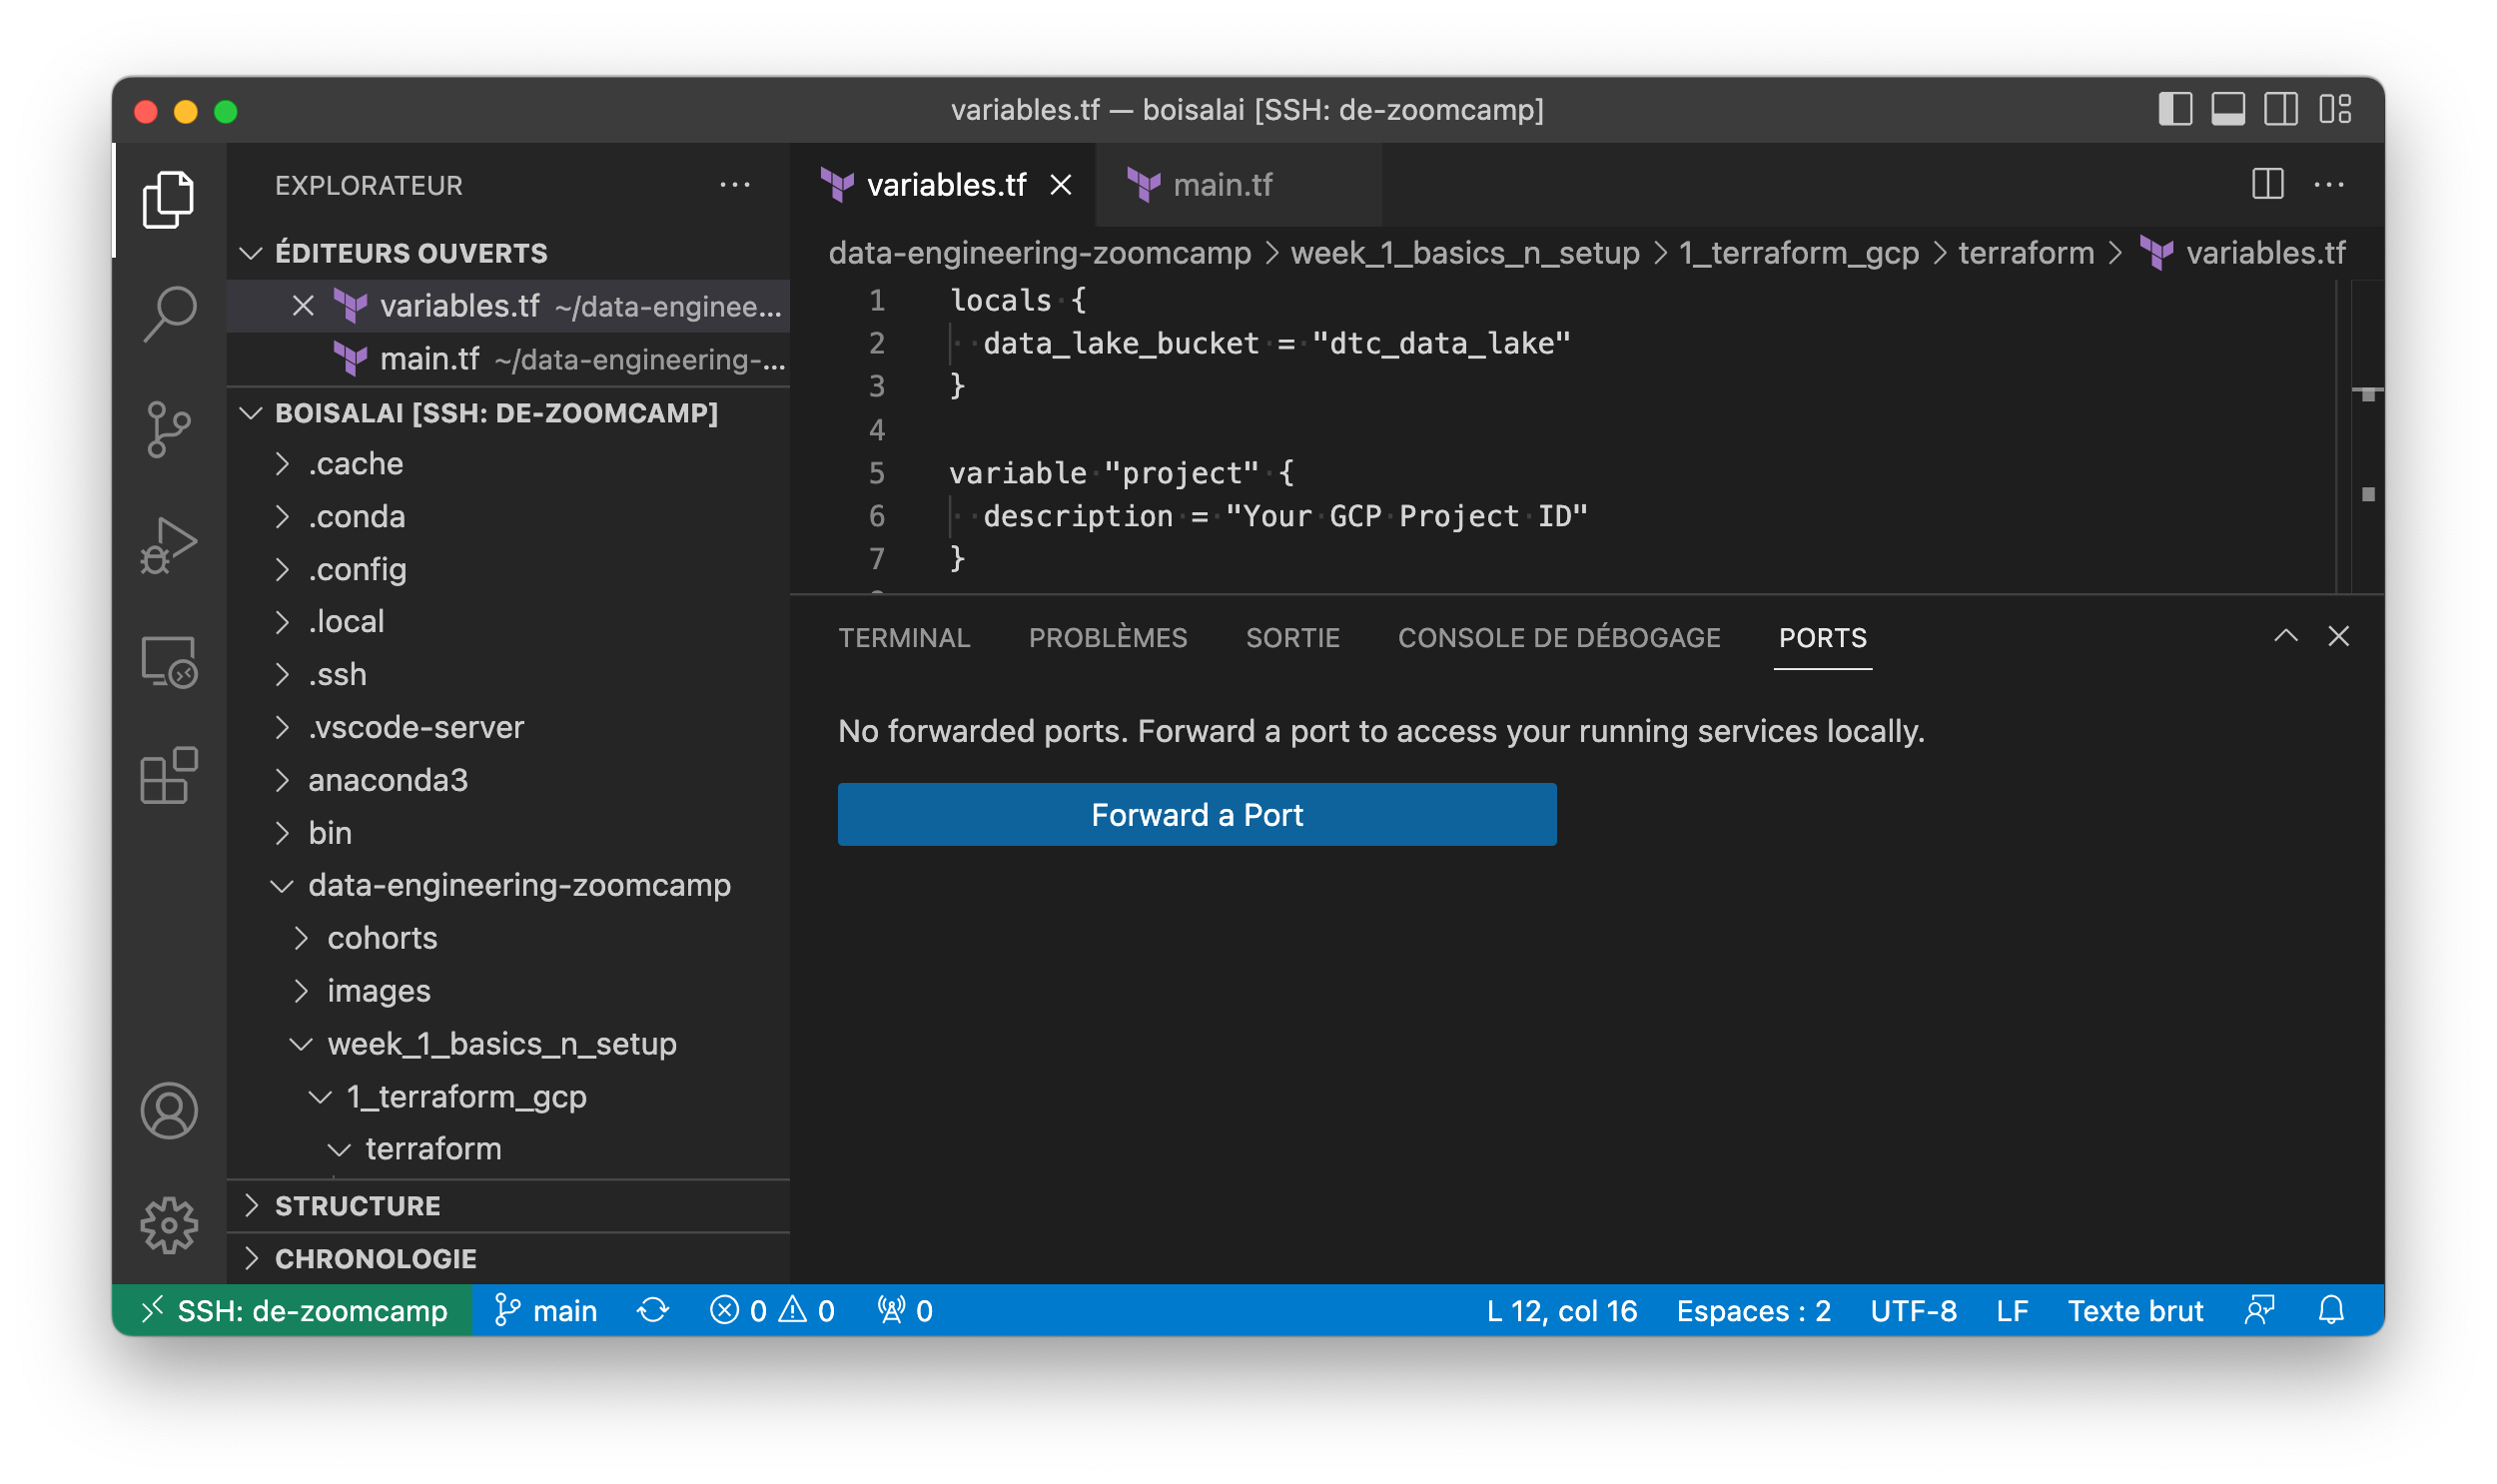 variables.tf — boisalai [SSH: de-zoomcamp]
EXPLORATEUR
ÉDITEURS OUVERTS
variables.tf ~/data-enginee...
main.tf ~/data-engineering-...
BOISALAI [SSH: DE-ZOOMCAMP]
.cache
.conda
.config
.local
.ssh
.vscode-server
anaconda3
bin
data-engineering-zoomcamp
cohorts
images
week_1_basics_n_setup
1_terraform_gcp
terraform
STRUCTURE
CHRONOLOGIE
variables.tf
main.tf
data-engineering-zoomcamp > week_1_basics_n_setup > 1_terraform_gcp > terraform > variables.tf
1 locals {
2   data_lake_bucket = "dtc_data_lake"
3 }
4
5 variable "project" {
6   description = "Your GCP Project ID"
7 }
TERMINAL PROBLÈMES SORTIE CONSOLE DE DÉBOGAGE PORTS
No forwarded ports. Forward a port to access your running services locally.
Forward a Port
SSH: de-zoomcamp main 0 0 0 L 12, col 16 Espaces : 2 UTF-8 LF Texte brut